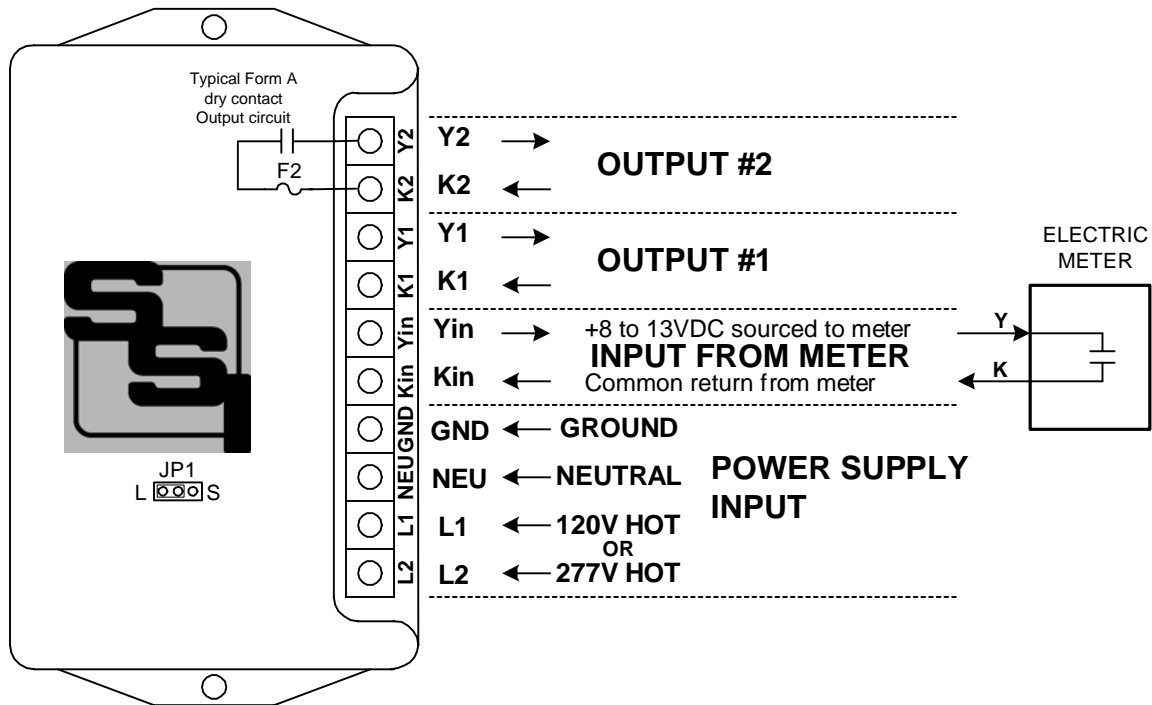 Typical Form A
dry contact
Output circuit
F2
Y2
K2
Y1
K1
Yin
Kin
GND
NEU
L1
L2
SSI
JP1
L S
Y2
K2
OUTPUT #2
Y1
K1
OUTPUT #1
Yin
+8 to 13VDC sourced to meter
INPUT FROM METER
Kin
Common return from meter
GND
GROUND
NEU
NEUTRAL
POWER SUPPLY
INPUT
L1
120V HOT
OR
L2
277V HOT
ELECTRIC
METER
Y
K